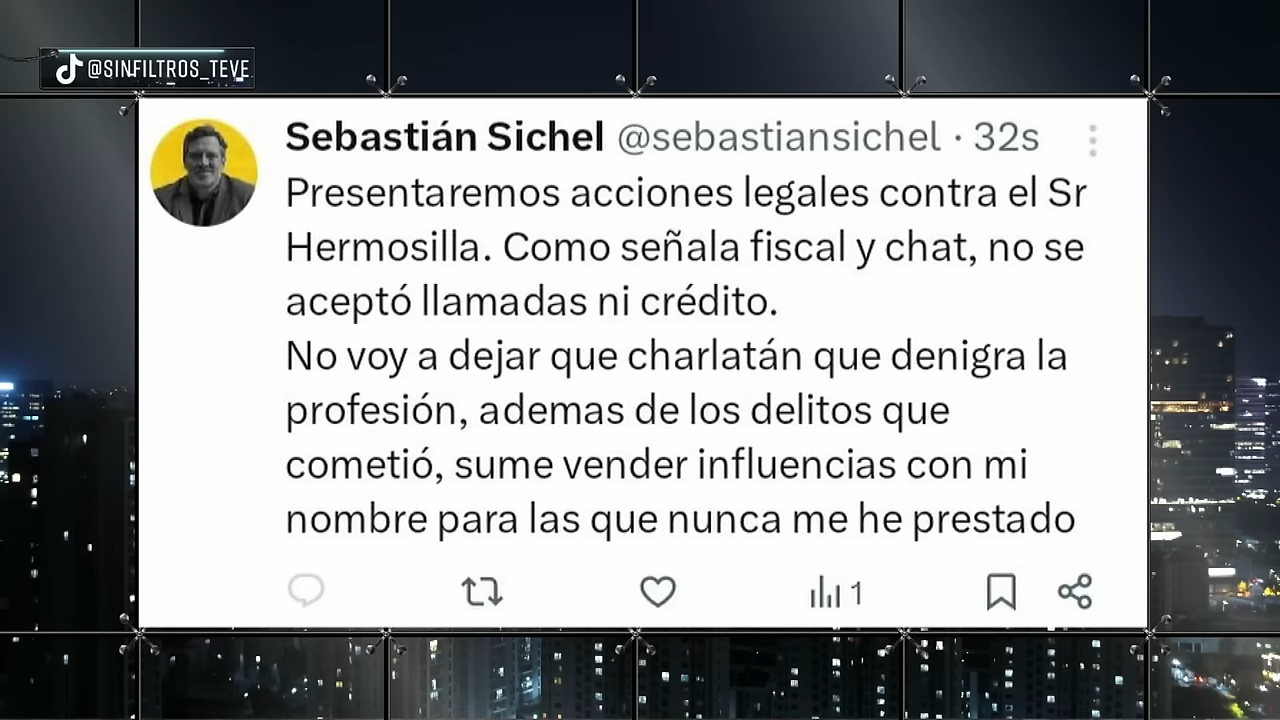 @SINFILTROS_TEVE
Sebastián Sichel @sebastiansichel · 32s
Presentaremos acciones legales contra el Sr
Hermosilla. Como señala fiscal y chat, no se
aceptó llamadas ni crédito.
No voy a dejar que charlatán que denigra la
profesión, ademas de los delitos que
cometió, sume vender influencias con mi
nombre para las que nunca me he prestado
1